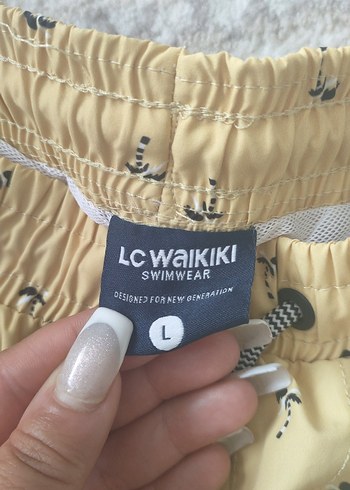 LC WAIKIKI
SWIMWEAR
DESIGNED FOR NEW GENERATION
L